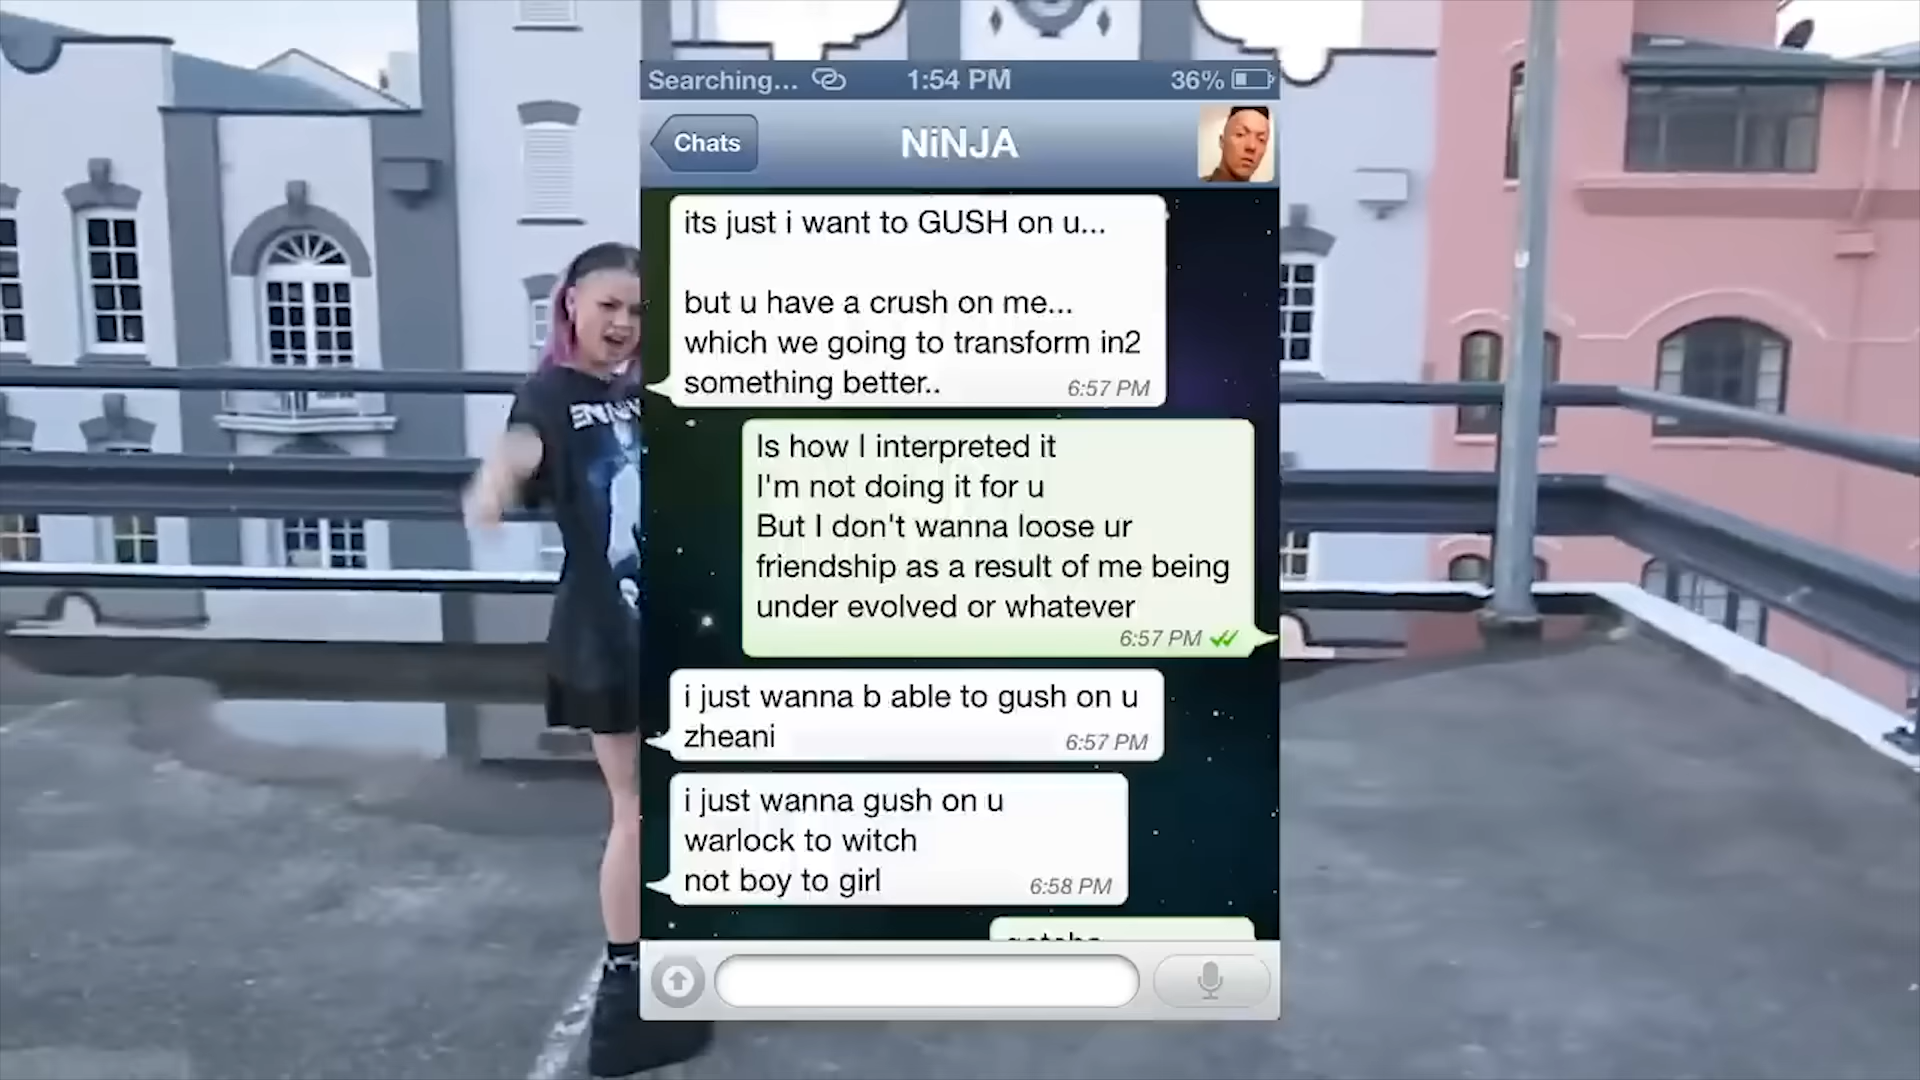 Searching...
1:54 PM
36%
Chats
NiNJA
its just i want to GUSH on u...
but u have a crush on me...
which we going to transform in2
something better..
6:57 PM
Is how I interpreted it
I'm not doing it for u
But I don't wanna loose ur
friendship as a result of me being
under evolved or whatever
6:57 PM
i just wanna b able to gush on u
zheani
6:57 PM
i just wanna gush on u
warlock to witch
not boy to girl
6:58 PM